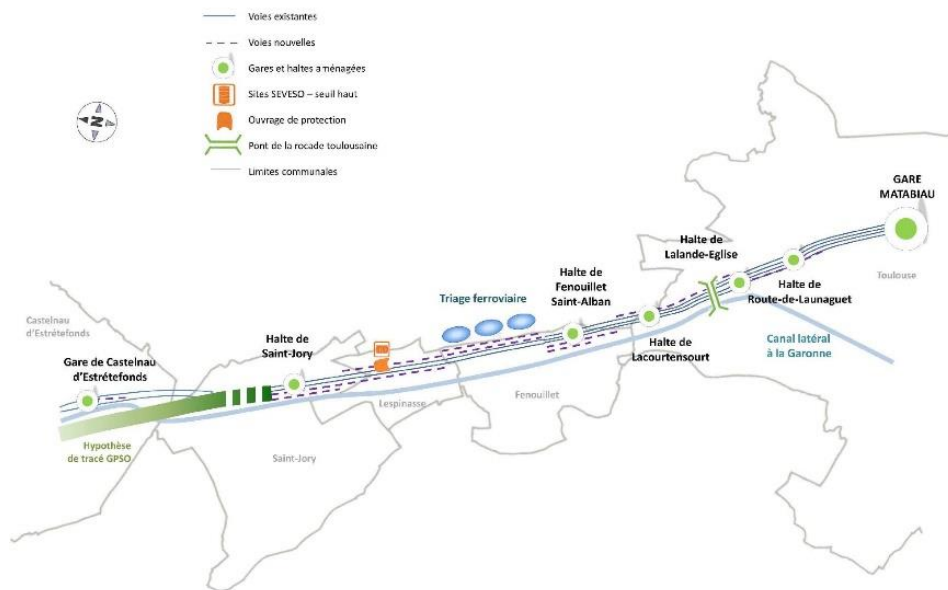 Voies existantes
Voies nouvelles
Gares et haltes aménagées
Sites SEVESO – seuil haut
Ouvrage de protection
Pont de la rocade toulousaine
Limites communales
N
GARE
MATABIAU
Toulouse
Halte de
Lalande-Eglise
Halte de
Route-de-Launaguet
Halte de
Fenouillet
Saint-Alban
Halte de
Lacourtensourt
Canal latéral
à la Garonne
Triage ferroviaire
Castelnau
d'Estrétefonds
Gare de Castelnau
d'Estrétefonds
Halte de
Saint-Jory
Lespinasse
Fenouillet
Hypothèse
de tracé GPSO
Saint-Jory